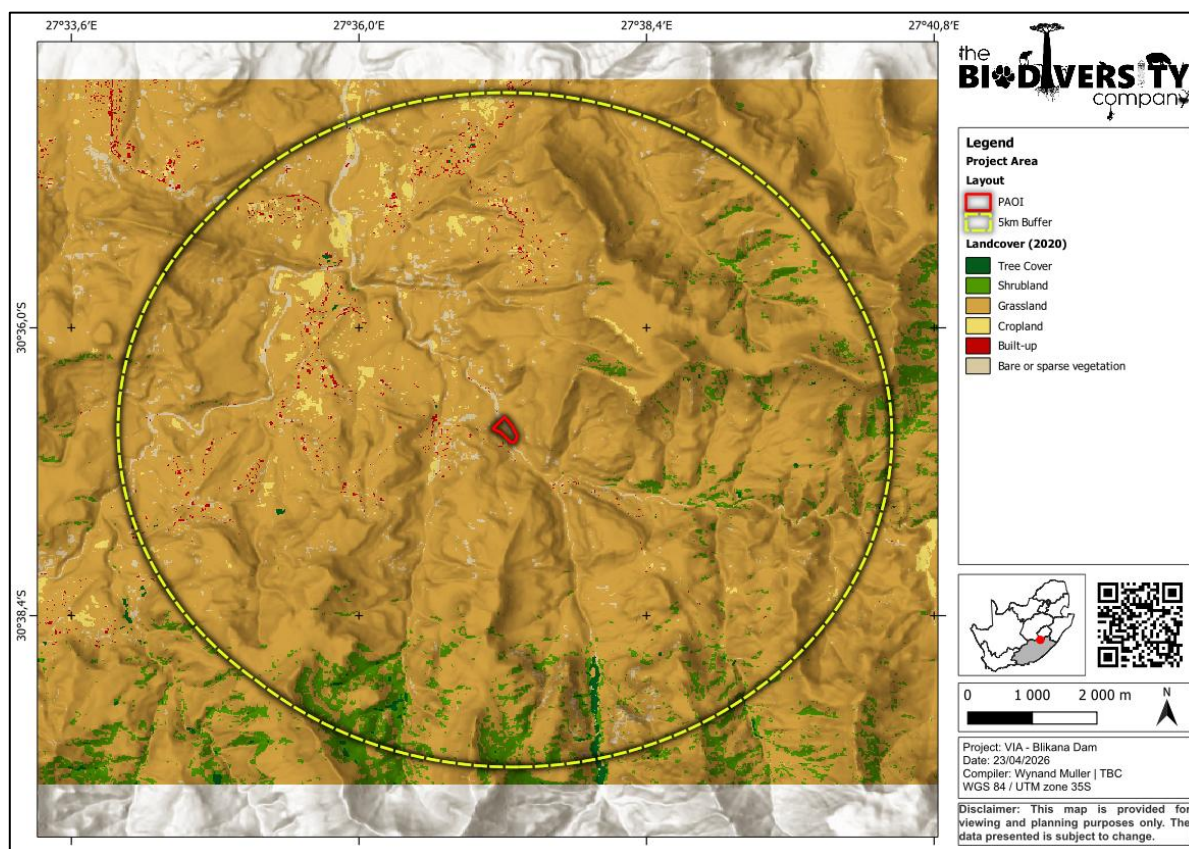 27°33,6'E 27°36,0'E 27°38,4'E 27°40,8'E
30°36,0'S
30°38,4'S
the
BIODIVERSITY
company
Legend
Project Area
Layout
PAOI
5km Buffer
Landcover (2020)
Tree Cover
Shrubland
Grassland
Cropland
Built-up
Bare or sparse vegetation
0 1 000 2 000 m
N
Project: VIA - Blikana Dam
Date: 23/04/2026
Compiler: Wynand Muller | TBC
WGS 84 / UTM zone 35S
Disclaimer: This map is provided for
viewing and planning purposes only. The
data presented is subject to change.